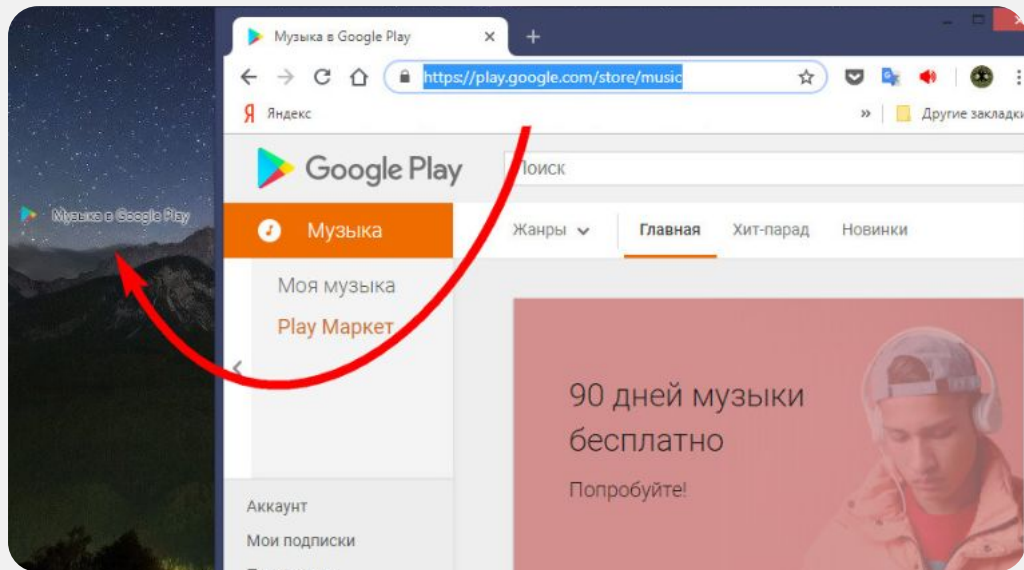 Музыка в Google Play
https://play.google.com/store/music
Я Яндекс
»
Другие закладки
Google Play
Поиск
Музыка в Google Play
Музыка
Жанры
Главная
Хит-парад
Новинки
Моя музыка
Play Маркет
90 дней музыки
бесплатно
Попробуйте!
Аккаунт
Мои подписки